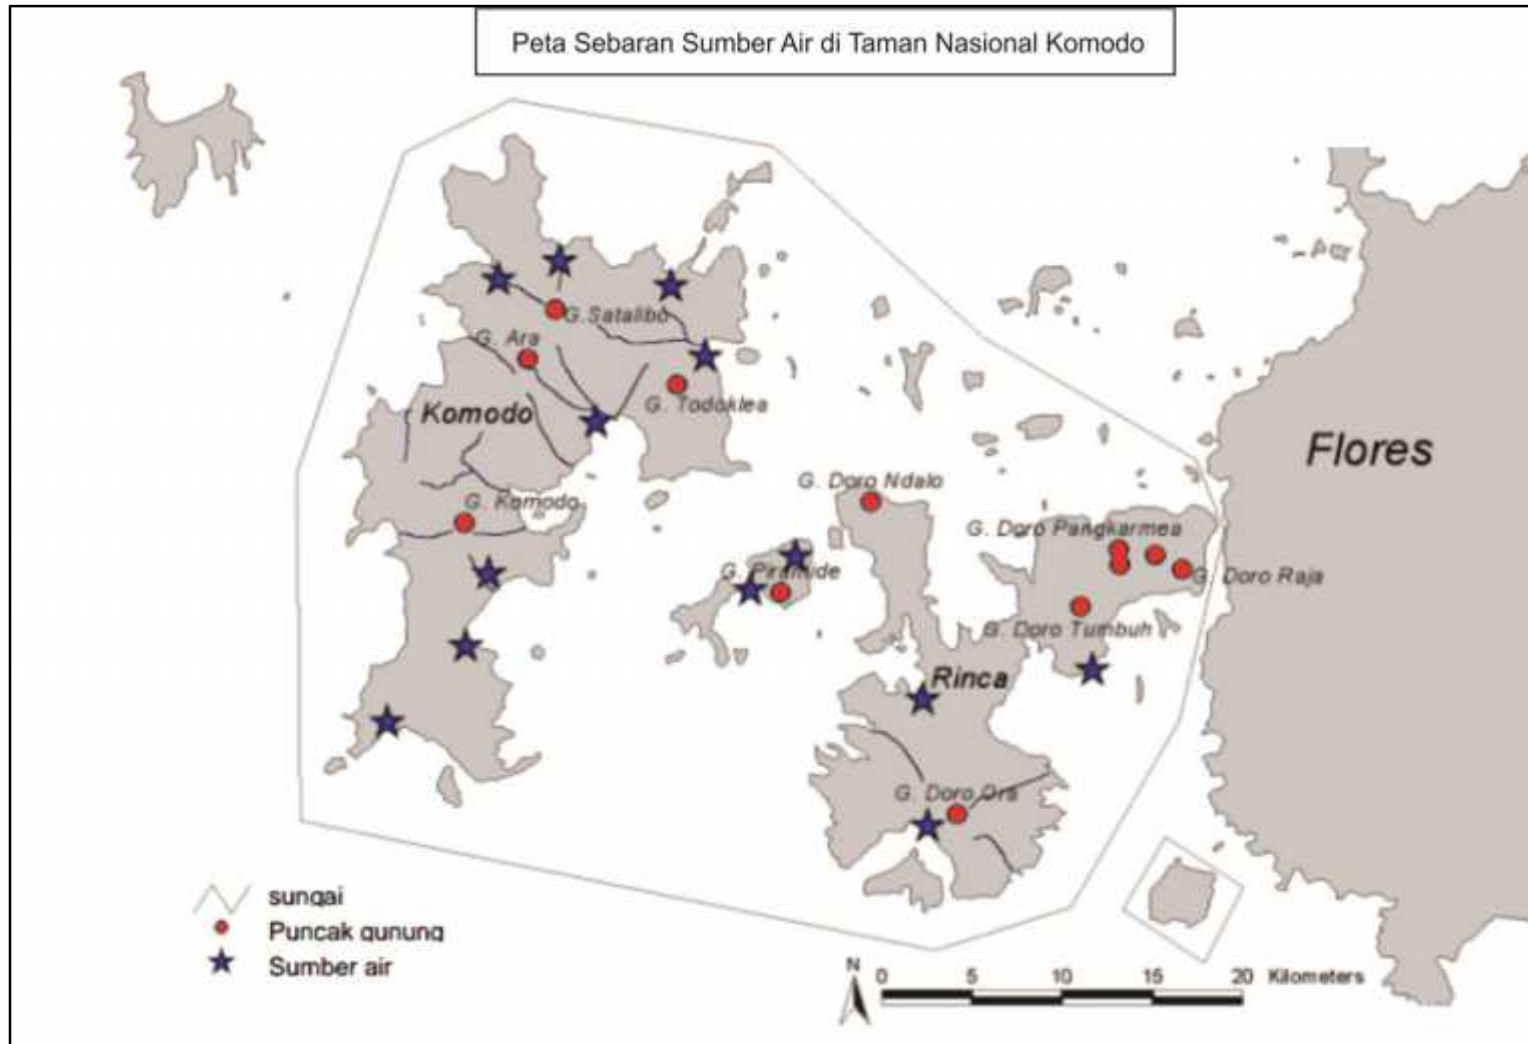 Peta Sebaran Sumber Air di Taman Nasional Komodo
G.Satalibo
G. Ara
G. Todoklea
Komodo
Flores
G. Doro Ndalo
G. Komodo
G. Doro Pangkarmea
G. Piramide
G. Doro Raja
G. Doro Tumbuh
Rinca
G. Doro Ora
sungai
Puncak gunung
Sumber air
N
0 5 10 15 20 Kilometers